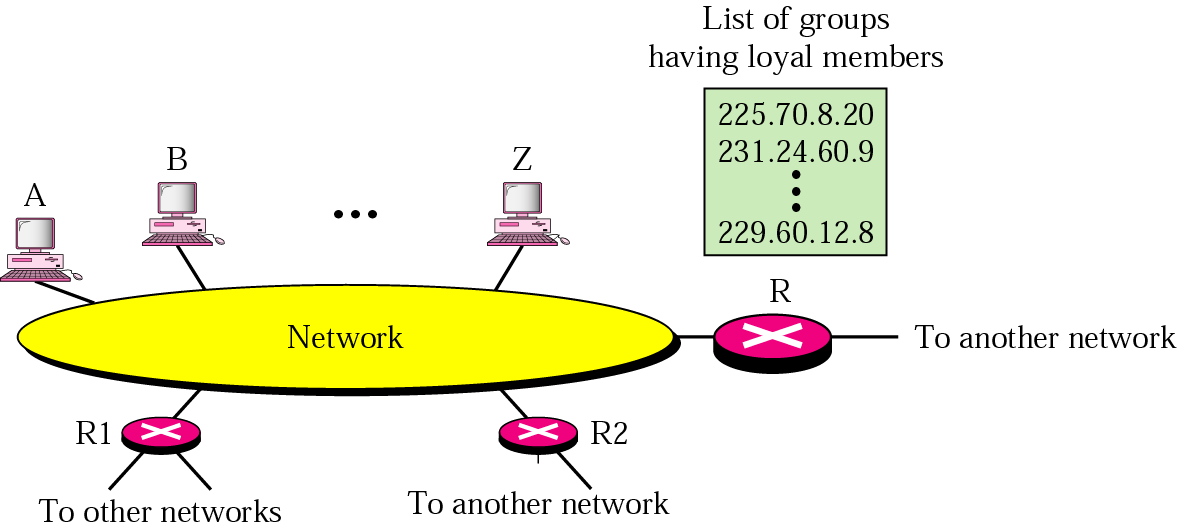 List of groups
having loyal members
225.70.8.20
231.24.60.9
229.60.12.8
A
B
Z
R
Network
To another network
R1
R2
To other networks
To another network